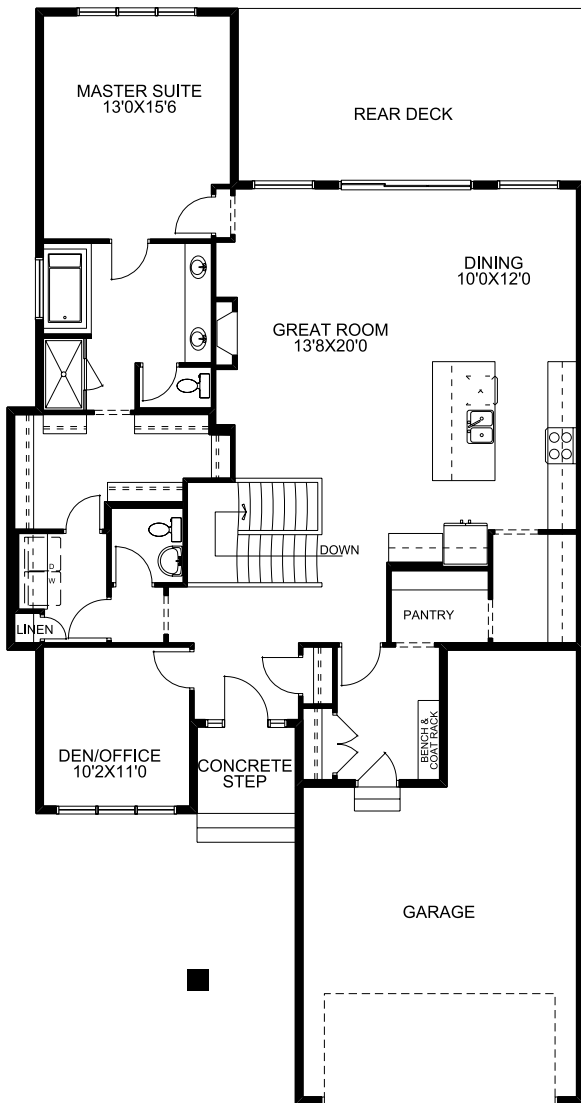 MASTER SUITE
13'0X15'6
REAR DECK
DINING
10'0X12'0
GREAT ROOM
13'8X20'0
DOWN
D
W
PANTRY
LINEN
BENCH &
COAT RACK
DEN/OFFICE
10'2X11'0
CONCRETE
STEP
GARAGE